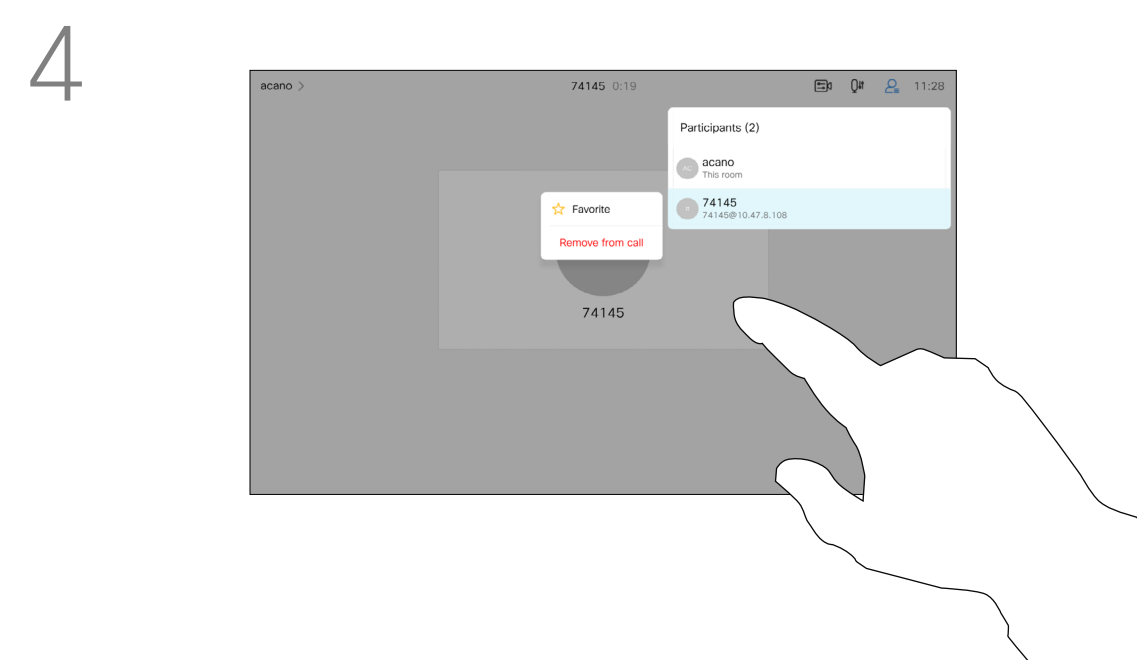 4
acano >
74145 0:19
11:28
Participants (2)
acano
This room
74145
74145@10.47.8.108
Favorite
Remove from call
74145